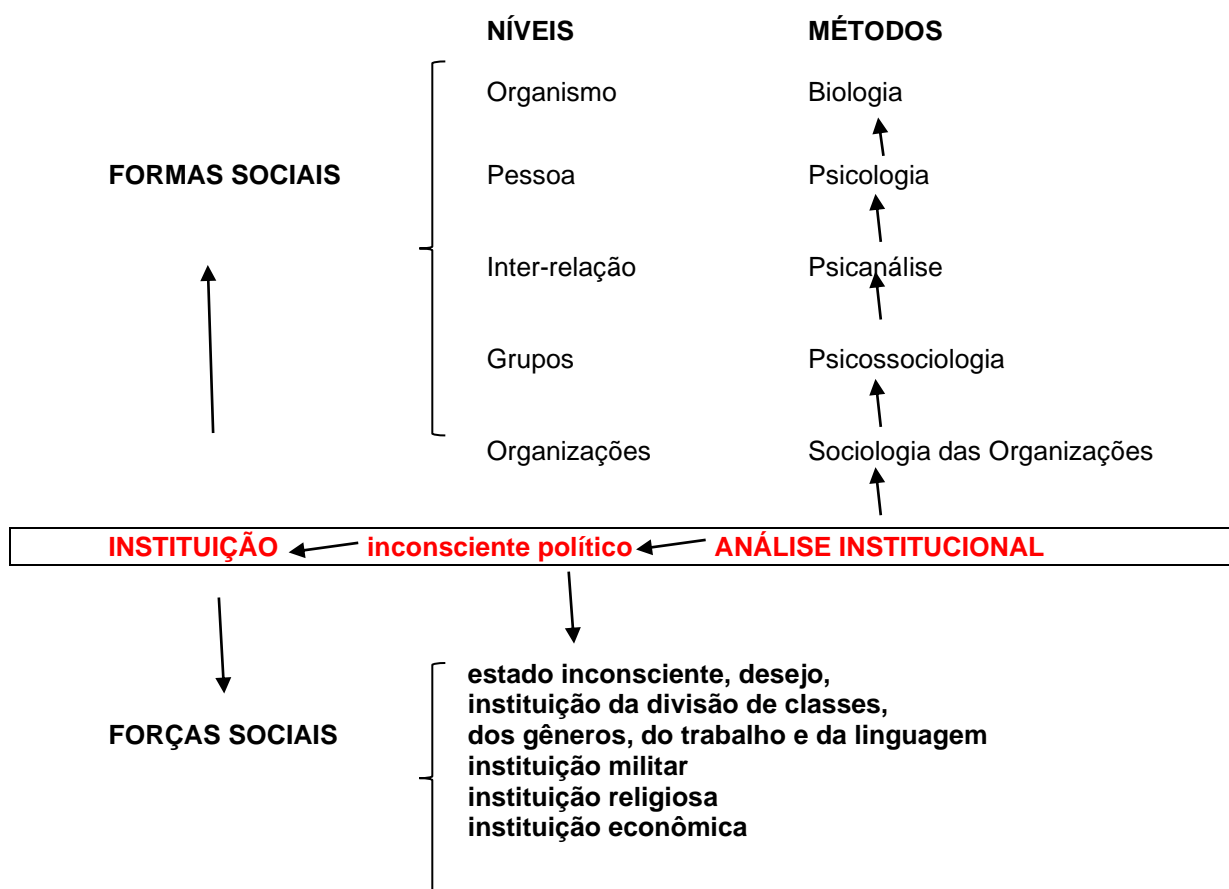 NÍVEIS MÉTODOS
Organismo Biologia
FORMAS SOCIAIS Pessoa Psicologia
Inter-relação Psicanálise
Grupos Psicossociologia
Organizações Sociologia das Organizações
INSTITUIÇÃO inconsciente político ANÁLISE INSTITUCIONAL
estado inconsciente, desejo,
instituição da divisão de classes,
FORÇAS SOCIAIS dos gêneros, do trabalho e da linguagem
instituição militar
instituição religiosa
instituição econômica